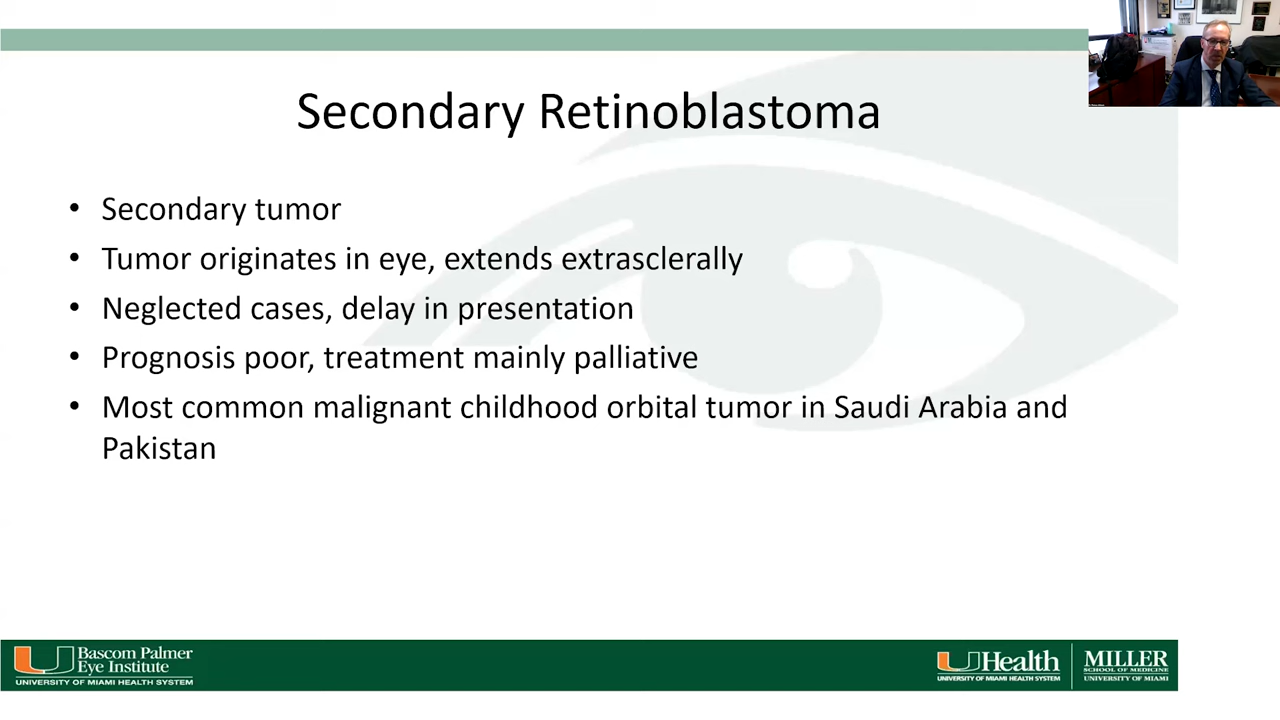 Secondary Retinoblastoma
• Secondary tumor
• Tumor originates in eye, extends extrasclerally
• Neglected cases, delay in presentation
• Prognosis poor, treatment mainly palliative
• Most common malignant childhood orbital tumor in Saudi Arabia and
Pakistan
Bascom Palmer
Eye Institute
UNIVERSITY OF MIAMI HEALTH SYSTEM
UHealth
UNIVERSITY OF MIAMI HEALTH SYSTEM
MILLER
SCHOOL OF MEDICINE
UNIVERSITY OF MIAMI